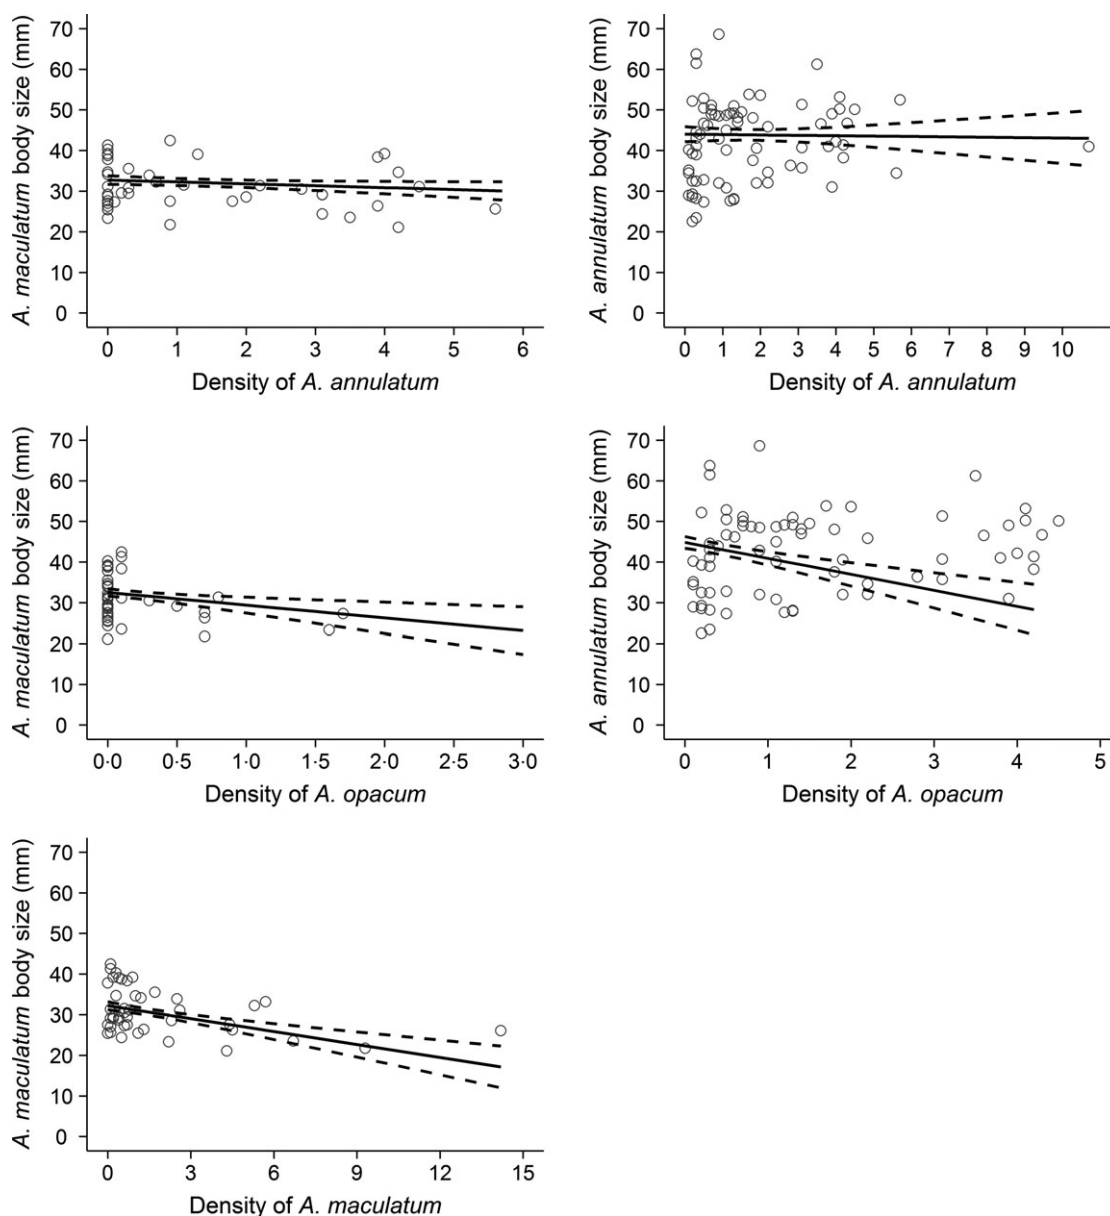 70
60
50
40
30
20
10
0
A. maculatum body size (mm)
0 1 2 3 4 5 6
Density of A. annulatum
70
60
50
40
30
20
10
0
A. annulatum body size (mm)
0 1 2 3 4 5 6 7 8 9 10
Density of A. annulatum
70
60
50
40
30
20
10
0
A. maculatum body size (mm)
0·0 0·5 1·0 1·5 2·0 2·5 3·0
Density of A. opacum
70
60
50
40
30
20
10
0
A. annulatum body size (mm)
0 1 2 3 4 5
Density of A. opacum
70
60
50
40
30
20
10
0
A. maculatum body size (mm)
0 3 6 9 12 15
Density of A. maculatum